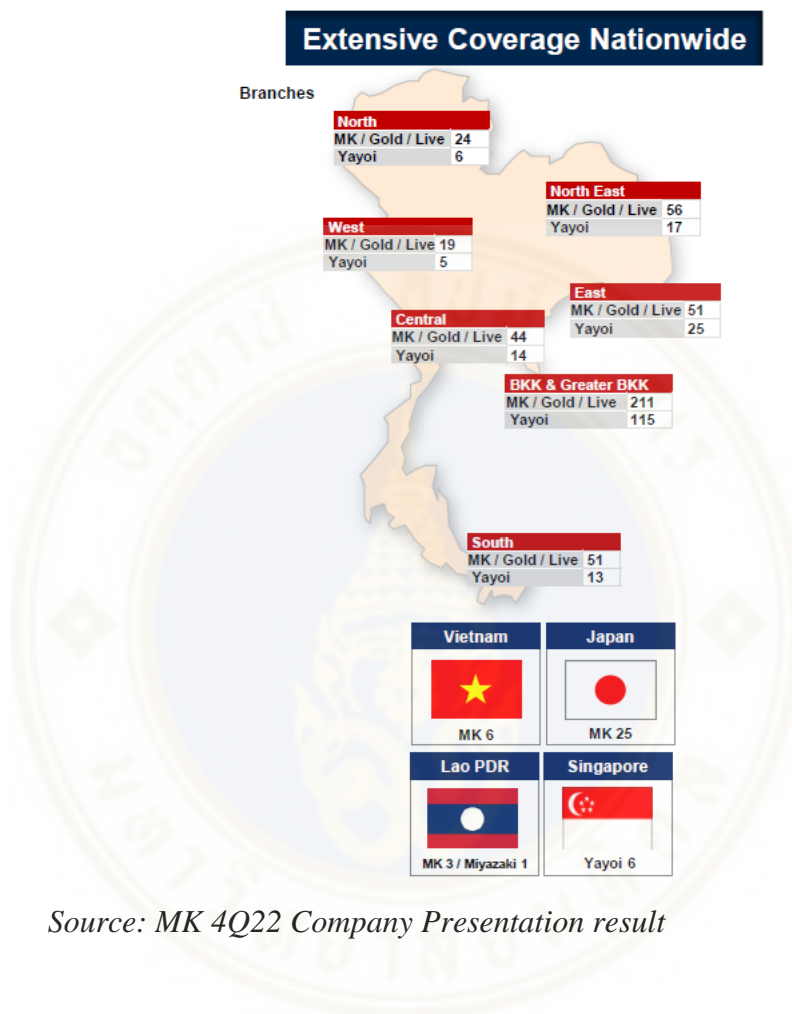 Extensive Coverage Nationwide
Branches
North
MK / Gold / Live 24
Yayoi 6
North East
MK / Gold / Live 56
Yayoi 17
West
MK / Gold / Live 19
Yayoi 5
East
MK / Gold / Live 51
Yayoi 25
Central
MK / Gold / Live 44
Yayoi 14
BKK & Greater BKK
MK / Gold / Live 211
Yayoi 115
South
MK / Gold / Live 51
Yayoi 13
Vietnam
MK 6
Japan
MK 25
Lao PDR
MK 3 / Miyazaki 1
Singapore
Yayoi 6
Source: MK 4Q22 Company Presentation result